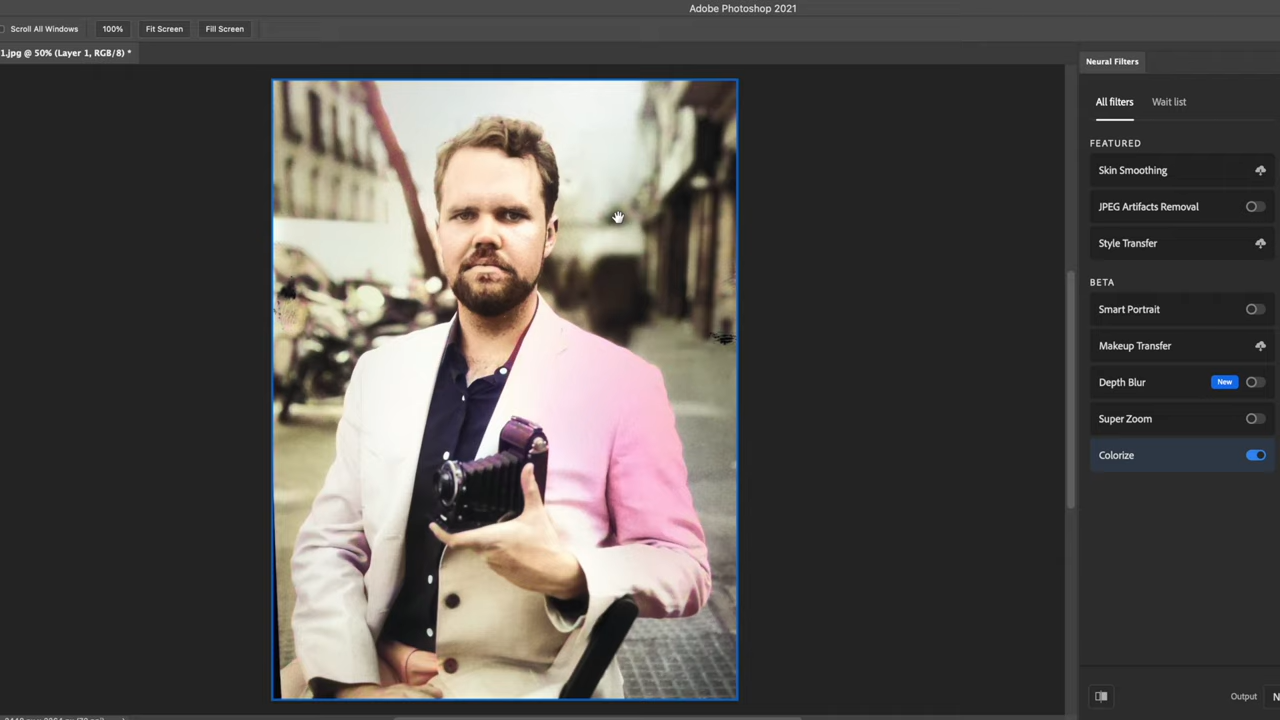 Adobe Photoshop 2021
Scroll All Windows 100% Fit Screen Fill Screen
1.jpg @ 50% (Layer 1, RGB/8) *
Neural Filters
All filters Wait list
FEATURED
Skin Smoothing
JPEG Artifacts Removal
Style Transfer
BETA
Smart Portrait
Makeup Transfer
Depth Blur New
Super Zoom
Colorize
Output